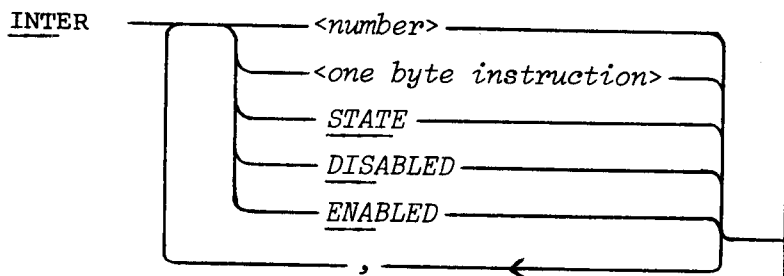 INTER <number>
<one byte instruction>
STATE
DISABLED
ENABLED
,